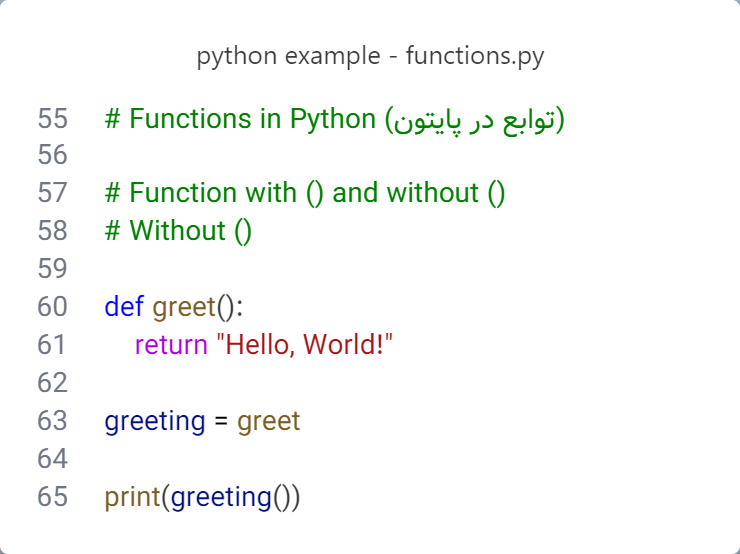 python example - functions.py
55 # Functions in Python (توابع در پایتون)
56
57 # Function with () and without ()
58 # Without ()
59
60 def greet():
61     return "Hello, World!"
62
63 greeting = greet
64
65 print(greeting())